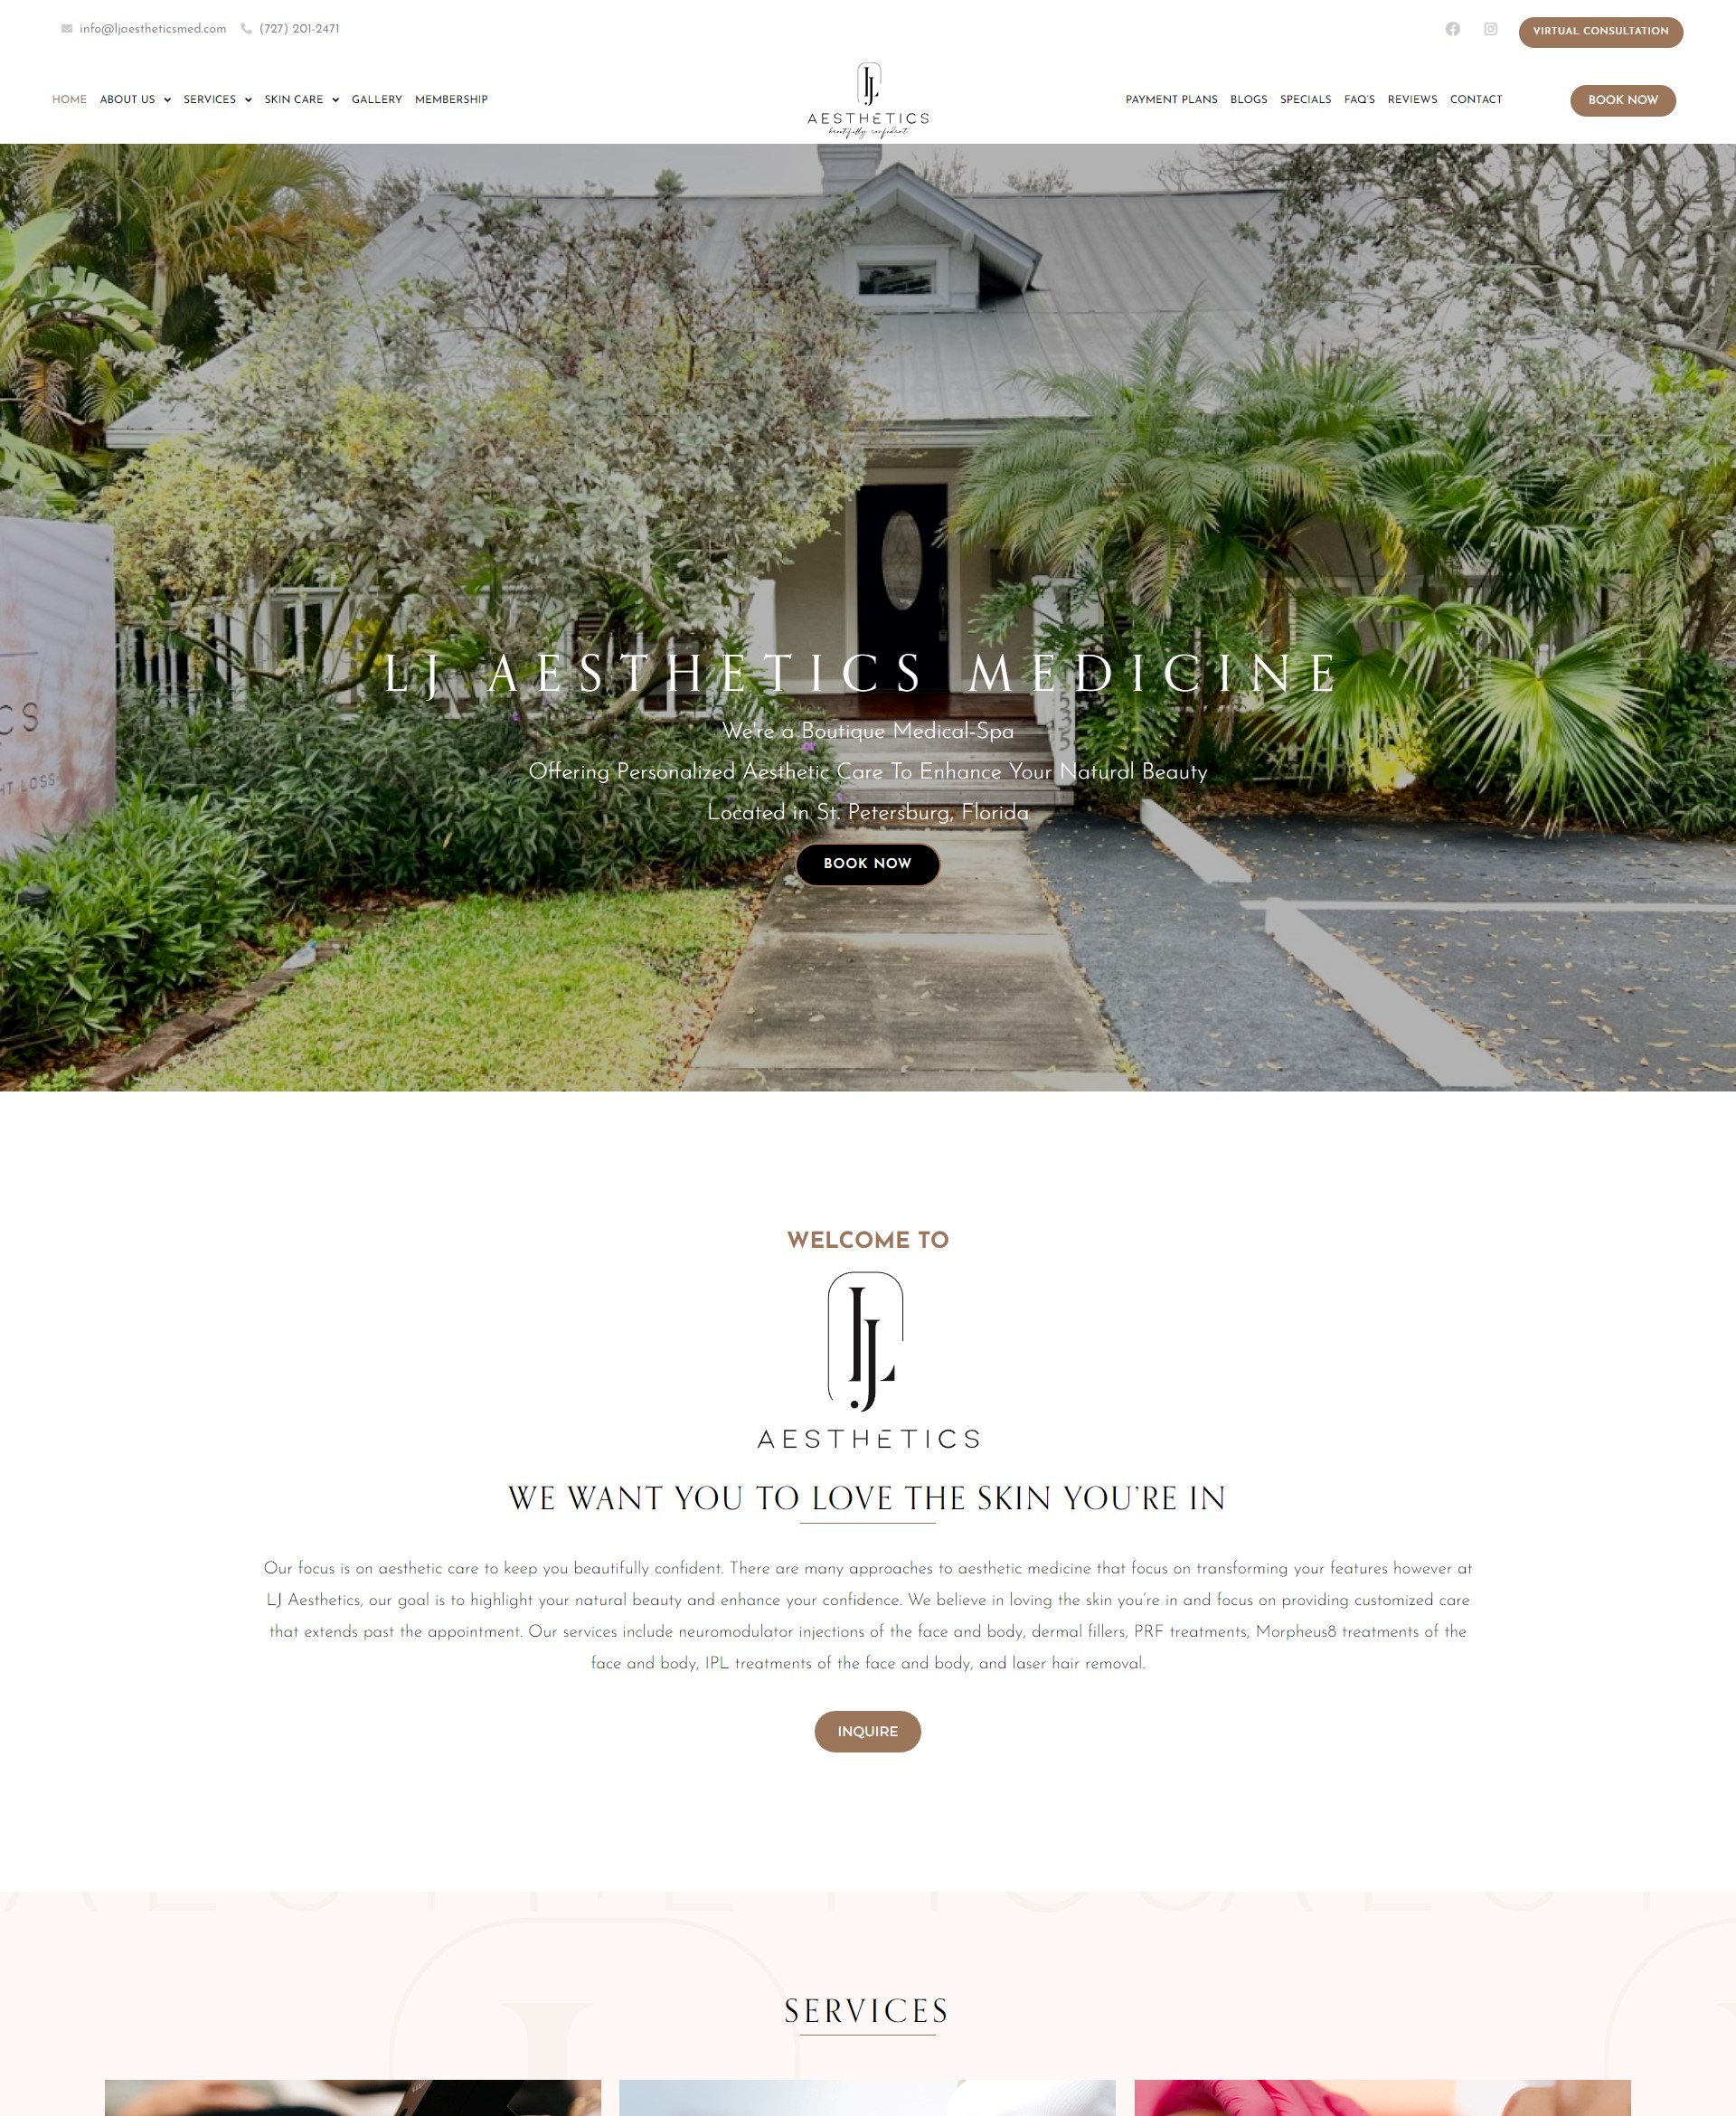 info@ljaestheticsmed.com (727) 201-2471
VIRTUAL CONSULTATION
HOME ABOUT US SERVICES SKIN CARE GALLERY MEMBERSHIP
LJ
AESTHETICS
beautifully confident
PAYMENT PLANS BLOGS SPECIALS FAQ'S REVIEWS CONTACT
BOOK NOW
CS
HT LOSS
LJ AESTHETICS MEDICINE
We're a Boutique Medical-Spa
Offering Personalized Aesthetic Care To Enhance Your Natural Beauty
Located in St. Petersburg, Florida
BOOK NOW
WELCOME TO
LJ
AESTHETICS
WE WANT YOU TO LOVE THE SKIN YOU'RE IN
Our focus is on aesthetic care to keep you beautifully confident. There are many approaches to aesthetic medicine that focus on transforming your features however at
LJ Aesthetics, our goal is to highlight your natural beauty and enhance your confidence. We believe in loving the skin you're in and focus on providing customized care
that extends past the appointment. Our services include neuromodulator injections of the face and body, dermal fillers, PRF treatments, Morpheus8 treatments of the
face and body, IPL treatments of the face and body, and laser hair removal.
INQUIRE
SERVICES